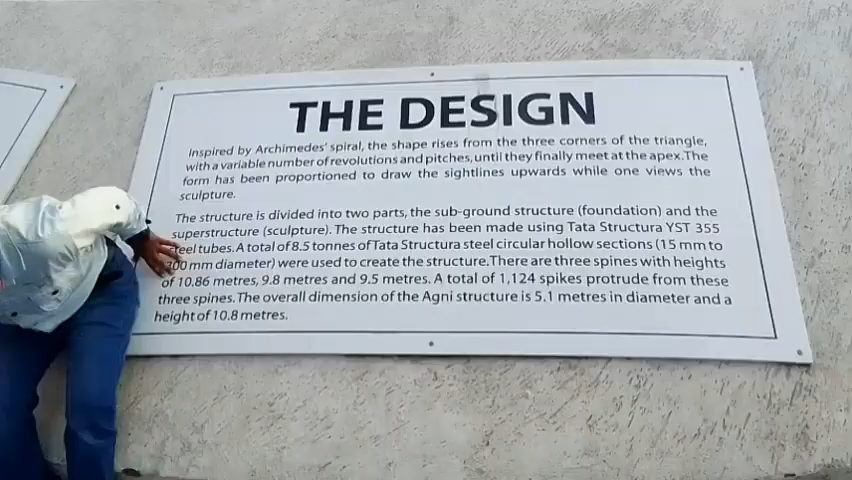 THE DESIGN
Inspired by Archimedes' spiral, the shape rises from the three corners of the triangle,
with a variable number of revolutions and pitches, until they finally meet at the apex. The
form has been proportioned to draw the sightlines upwards while one views the
sculpture.
The structure is divided into two parts, the sub-ground structure (foundation) and the
superstructure (sculpture). The structure has been made using Tata Structura YST 355
steel tubes. A total of 8.5 tonnes of Tata Structura steel circular hollow sections (15 mm to
mm diameter) were used to create the structure. There are three spines with heights
of 10.86 metres, 9.8 metres and 9.5 metres. A total of 1,124 spikes protrude from these
three spines. The overall dimension of the Agni structure is 5.1 metres in diameter and a
height of 10.8 metres.